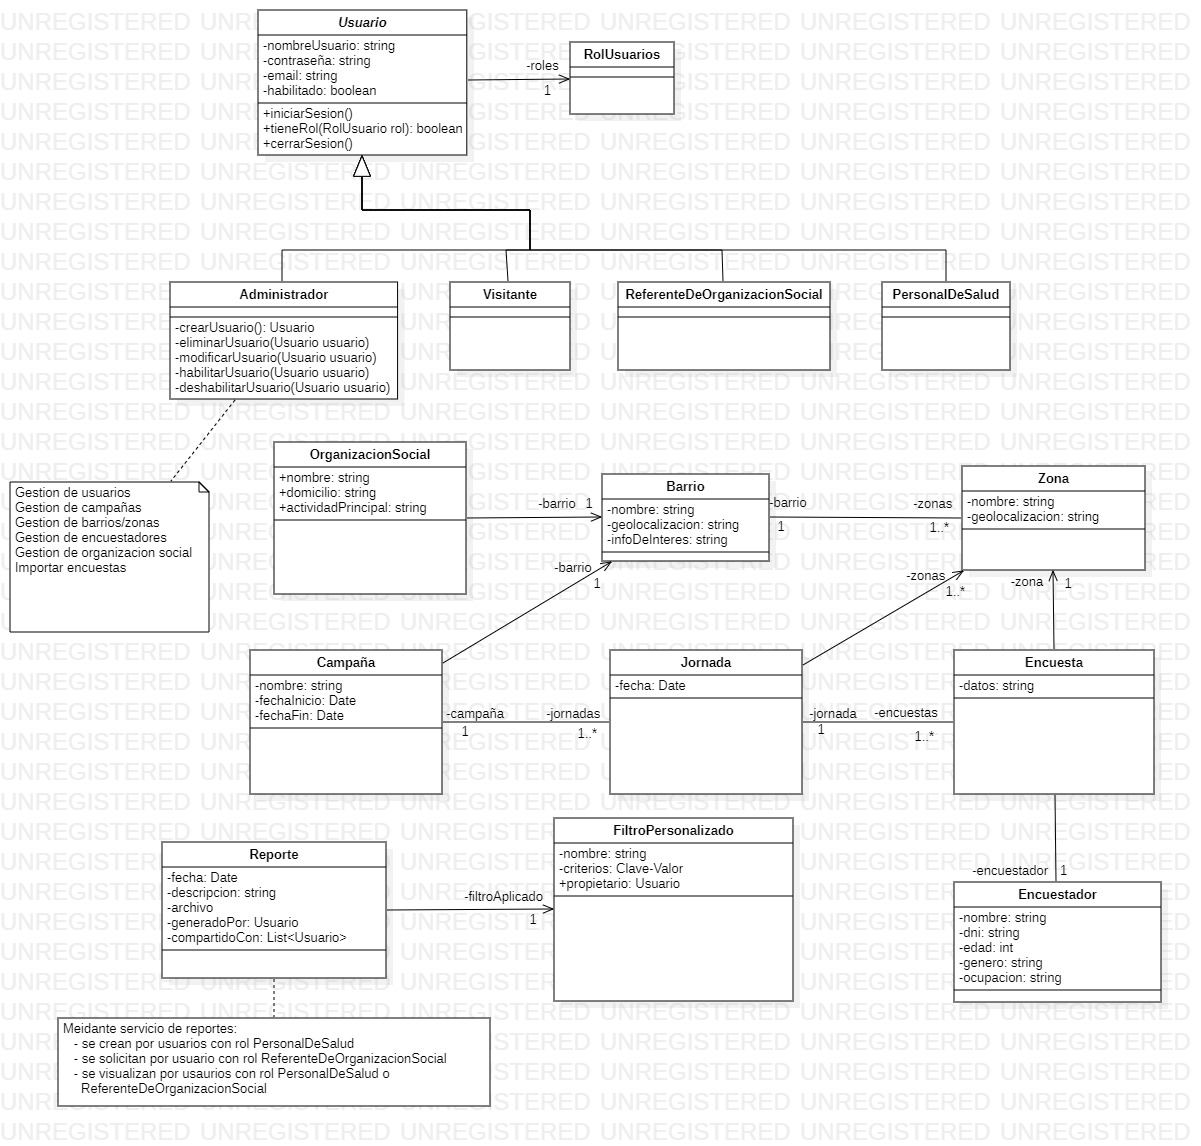 Usuario
-nombreUsuario: string
-contraseña: string
-email: string
-habilitado: boolean
+iniciarSesion()
+tieneRol(RolUsuario rol): boolean
+cerrarSesion()
-roles
1
RolUsuarios
Administrador
-crearUsuario(): Usuario
-eliminarUsuario(Usuario usuario)
-modificarUsuario(Usuario usuario)
-habilitarUsuario(Usuario usuario)
-deshabilitarUsuario(Usuario usuario)
Visitante
ReferenteDeOrganizacionSocial
PersonalDeSalud
Gestion de usuarios
Gestion de campañas
Gestion de barrios/zonas
Gestion de encuestadores
Gestion de organizacion social
Importar encuestas
OrganizacionSocial
+nombre: string
+domicilio: string
+actividadPrincipal: string
-barrio 1
Barrio
-nombre: string
-geolocalizacion: string
-infoDeInteres: string
-barrio
1
-zonas
1..*
Zona
-nombre: string
-geolocalizacion: string
-barrio
1
-zonas
1..*
-zona 1
Campaña
-nombre: string
-fechaInicio: Date
-fechaFin: Date
-campaña
1
-jornadas
1..*
Jornada
-fecha: Date
-jornada
1
-encuestas
1..*
Encuesta
-datos: string
Reporte
-fecha: Date
-descripcion: string
-archivo
-generadoPor: Usuario
-compartidoCon: List<Usuario>
-filtroAplicado
1
FiltroPersonalizado
-nombre: string
-criterios: Clave-Valor
+propietario: Usuario
-encuestador 1
Encuestador
-nombre: string
-dni: string
-edad: int
-genero: string
-ocupacion: string
Meidante servicio de reportes:
- se crean por usuarios con rol PersonalDeSalud
- se solicitan por usuario con rol ReferenteDeOrganizacionSocial
- se visualizan por usaurios con rol PersonalDeSalud o
ReferenteDeOrganizacionSocial
UNREGISTERED